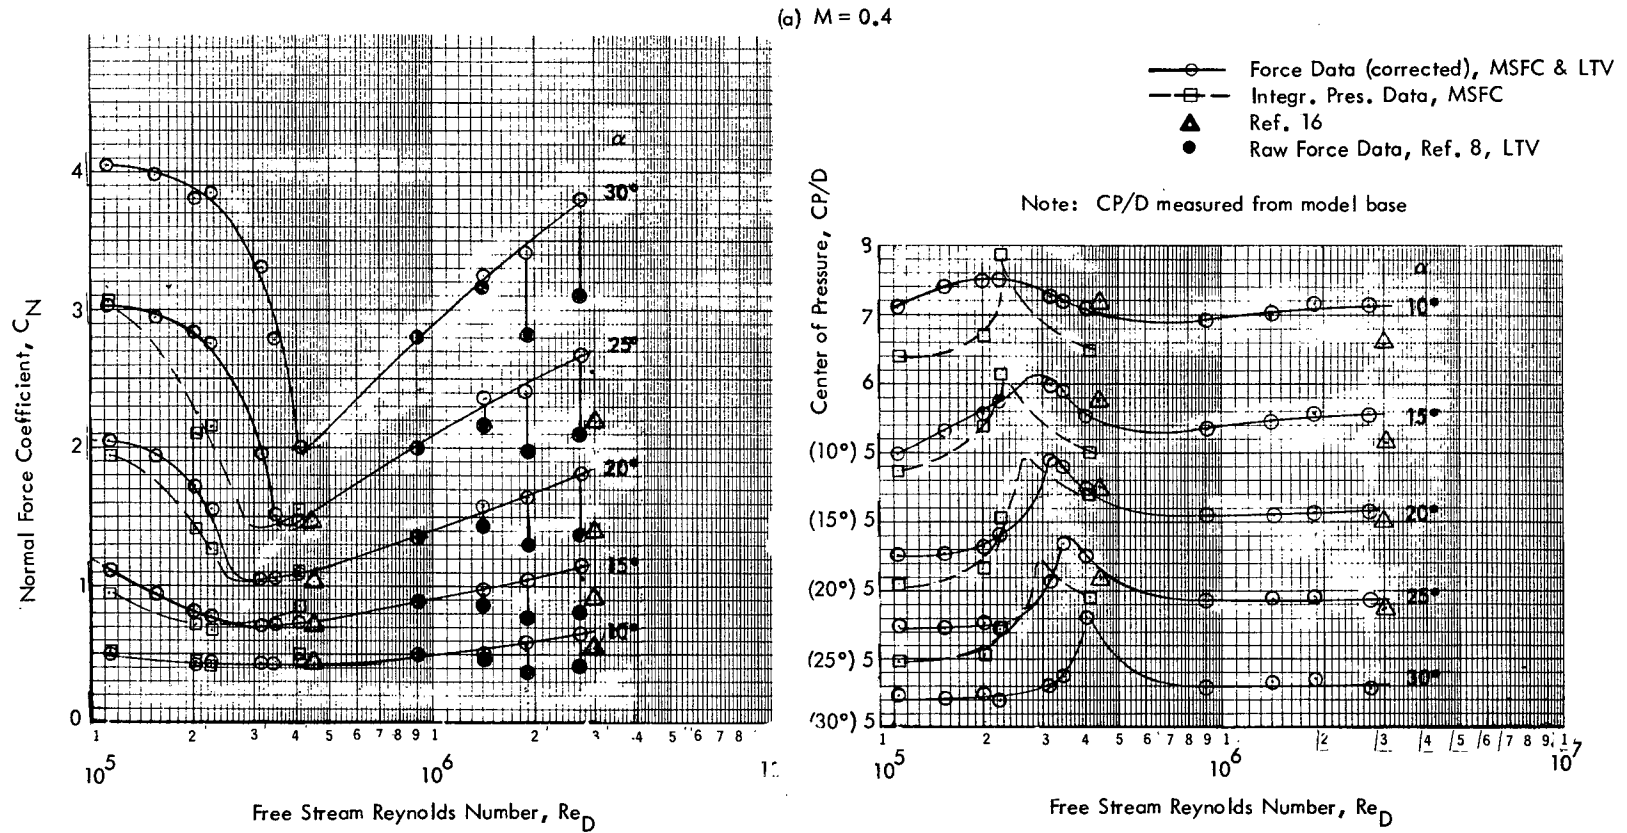 (a) M = 0.4
Force Data (corrected), MSFC & LTV
Integr. Pres. Data, MSFC
Ref. 16
Raw Force Data, Ref. 8, LTV
Note: CP/D measured from model base
Normal Force Coefficient, C_N
4
3
2
1
0
α
30°
25°
20°
15°
10°
1 2 3 4 5 6 7 8 9 1 2 3 4 5 6 7 8
10^5 10^6
Free Stream Reynolds Number, Re_D
Center of Pressure, CP/D
9
7
6
(10°) 5
(15°) 5
(20°) 5
(25°) 5
(30°) 5
α
10°
15°
20°
25°
30°
1 2 3 4 5 6 7 8 9 1 2 3 4 5 6 7 8 9 1
10^5 10^6 10^7
Free Stream Reynolds Number, Re_D